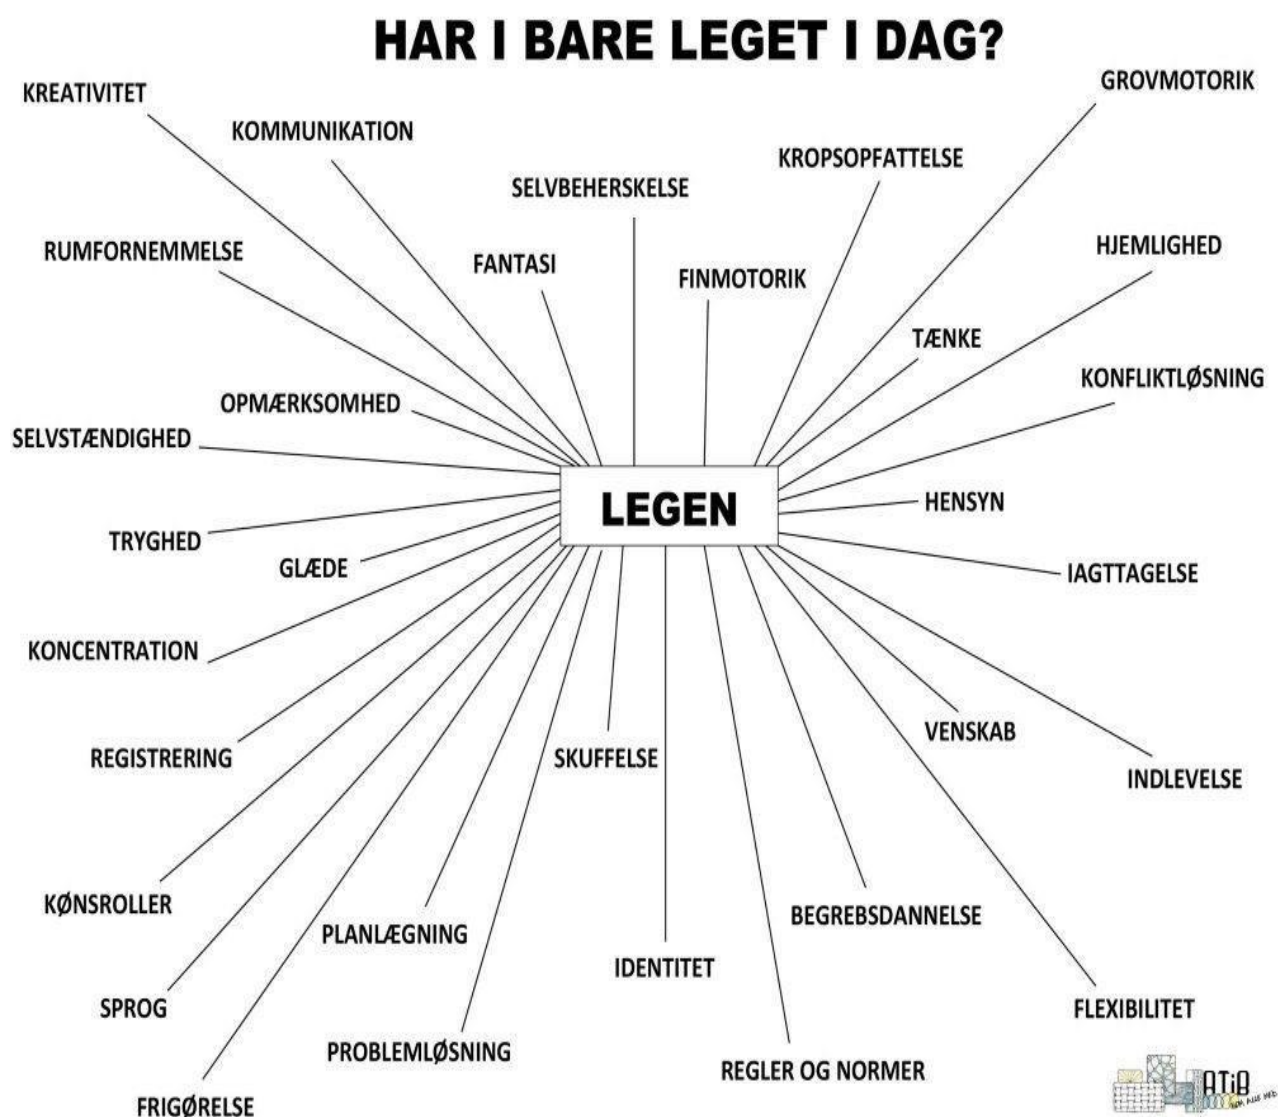 HAR I BARE LEGET I DAG?
GROVMOTORIK
KREATIVITET
KOMMUNIKATION
KROPSOPFATTELSE
SELVBEHERSKELSE
RUMFORNEMMELSE
HJEMLIGHED
FANTASI
FINMOTORIK
TÆNKE
KONFLIKTLØSNING
OPMÆRKSOMHED
SELVSTÆNDIGHED
LEGEN
HENSYN
TRYGHED
GLÆDE
IAGTTAGELSE
KONCENTRATION
VENSKAB
REGISTRERING
SKUFFELSE
INDLEVELSE
KØNSROLLER
BEGREBSDANNELSE
PLANLÆGNING
IDENTITET
SPROG
FLEXIBILITET
PROBLEMLØSNING
REGLER OG NORMER
FRIGØRELSE
ATiB